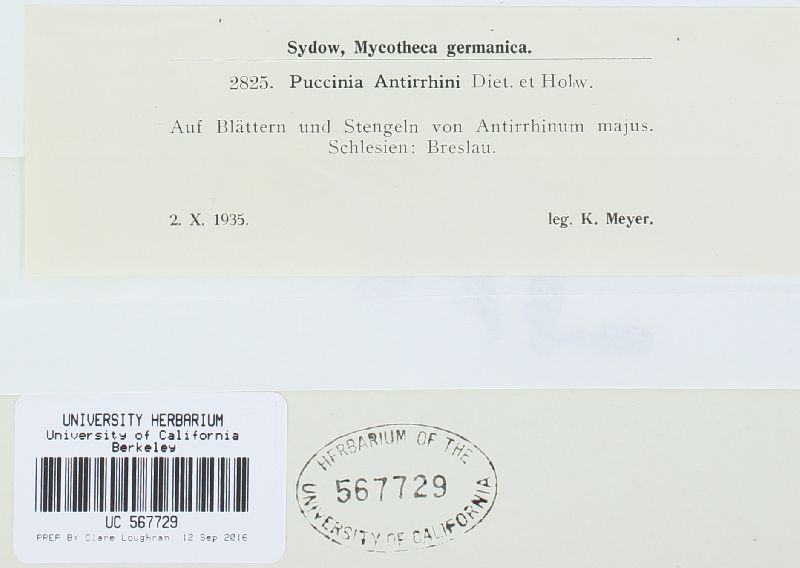 Sydow, Mycotheca germanica.
2825. Puccinia Antirrhini Diet. et Holw.
Auf Blättern und Stengeln von Antirrhinum majus.
Schlesien: Breslau.
2. X. 1935. leg. K. Meyer.
UNIVERSITY HERBARIUM
University of California
Berkeley
UC 567729
PREP BY Clare Loughran, 12 Sep 2016
HERBARIUM OF THE
567729
UNIVERSITY OF CALIFORNIA